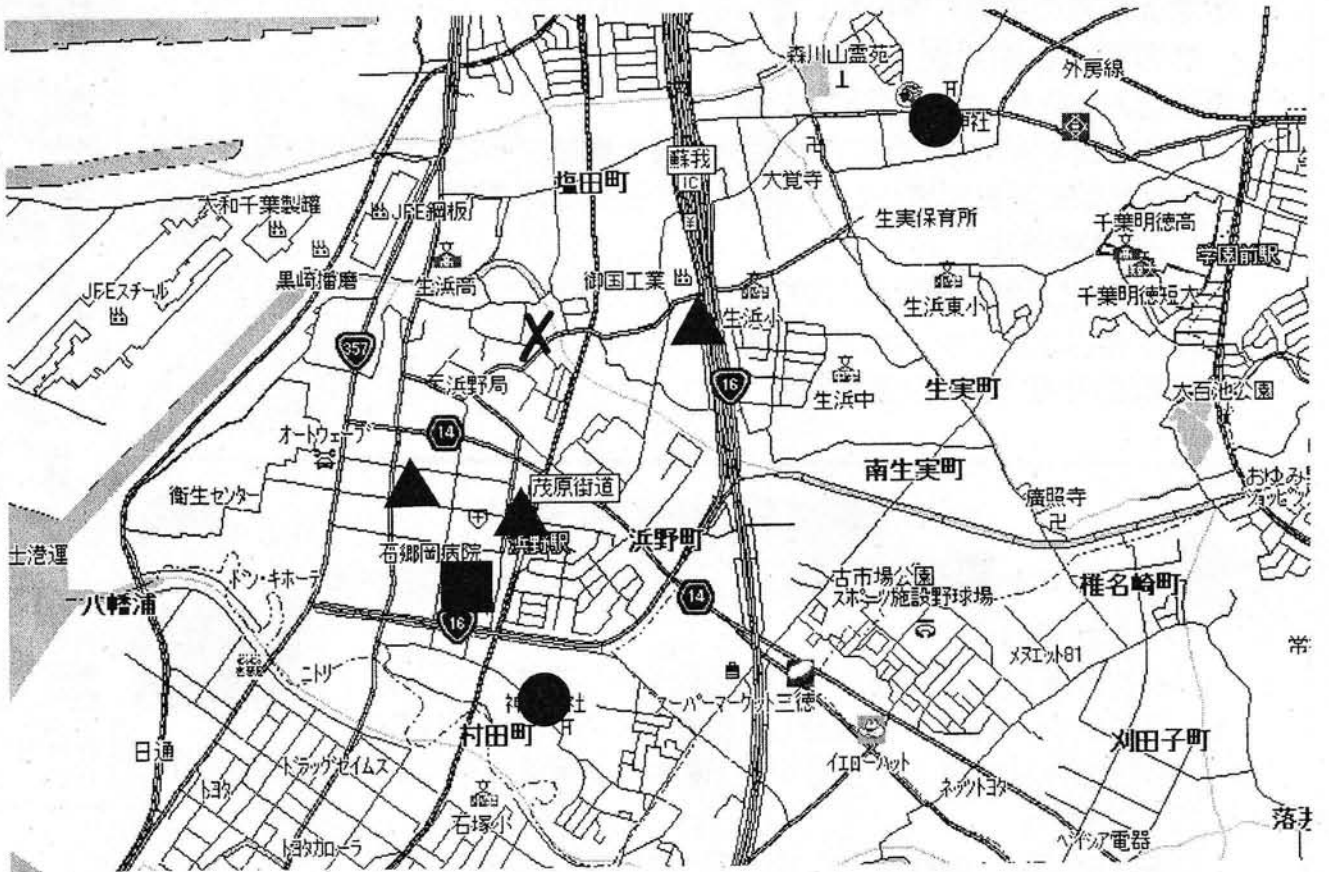 森川山霊苑
外房線
蘇我
IC
神社
塩田町
大覚寺
大和千葉製罐
JFE鋼板
生実保育所
千葉明徳高
学園前駅
黒崎播磨
生浜高
御国工業
生浜小
生浜東小
千葉明徳短大
JFEスチール
357
浜野局
16
生浜中
生実町
大百池公園
14
オートウェーブ
南生実町
茂原街道
衛生センター
廣照寺
浜野町
石郷岡病院
浜野駅
ドン・キホーテ
古市場公園
スポーツ施設野球場
椎名崎町
八幡浦
14
16
メヌエット81
ニトリ
スーパーマーケット三徳
村田町
刈田子町
日通
イエローハット
ドラッグセイムス
トヨタ
ネッツトヨタ
石塚小
トヨタカローラ
ベイシア電器